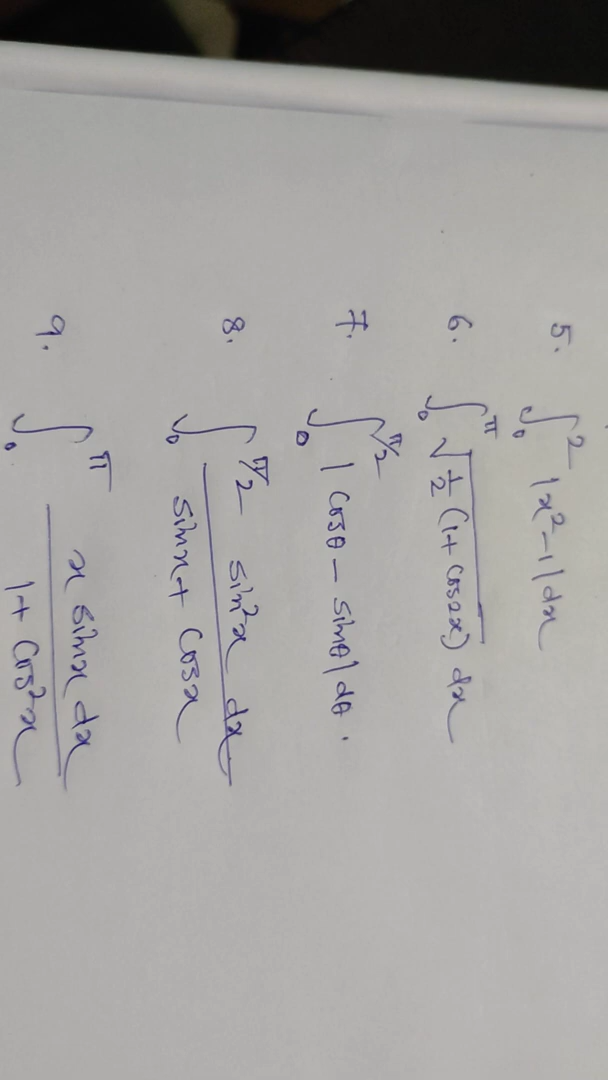 5. ∫₀² |x²-1| dx
6. ∫₀^π √(1/2 (1+cos2x)) dx
7. ∫₀^(π/2) |cosθ - sinθ| dθ.
8. ∫₀^(π/2) (sin²x dx)/(sinx + cosx)
9. ∫₀^π (x sinx dx)/(1+ cos²x)